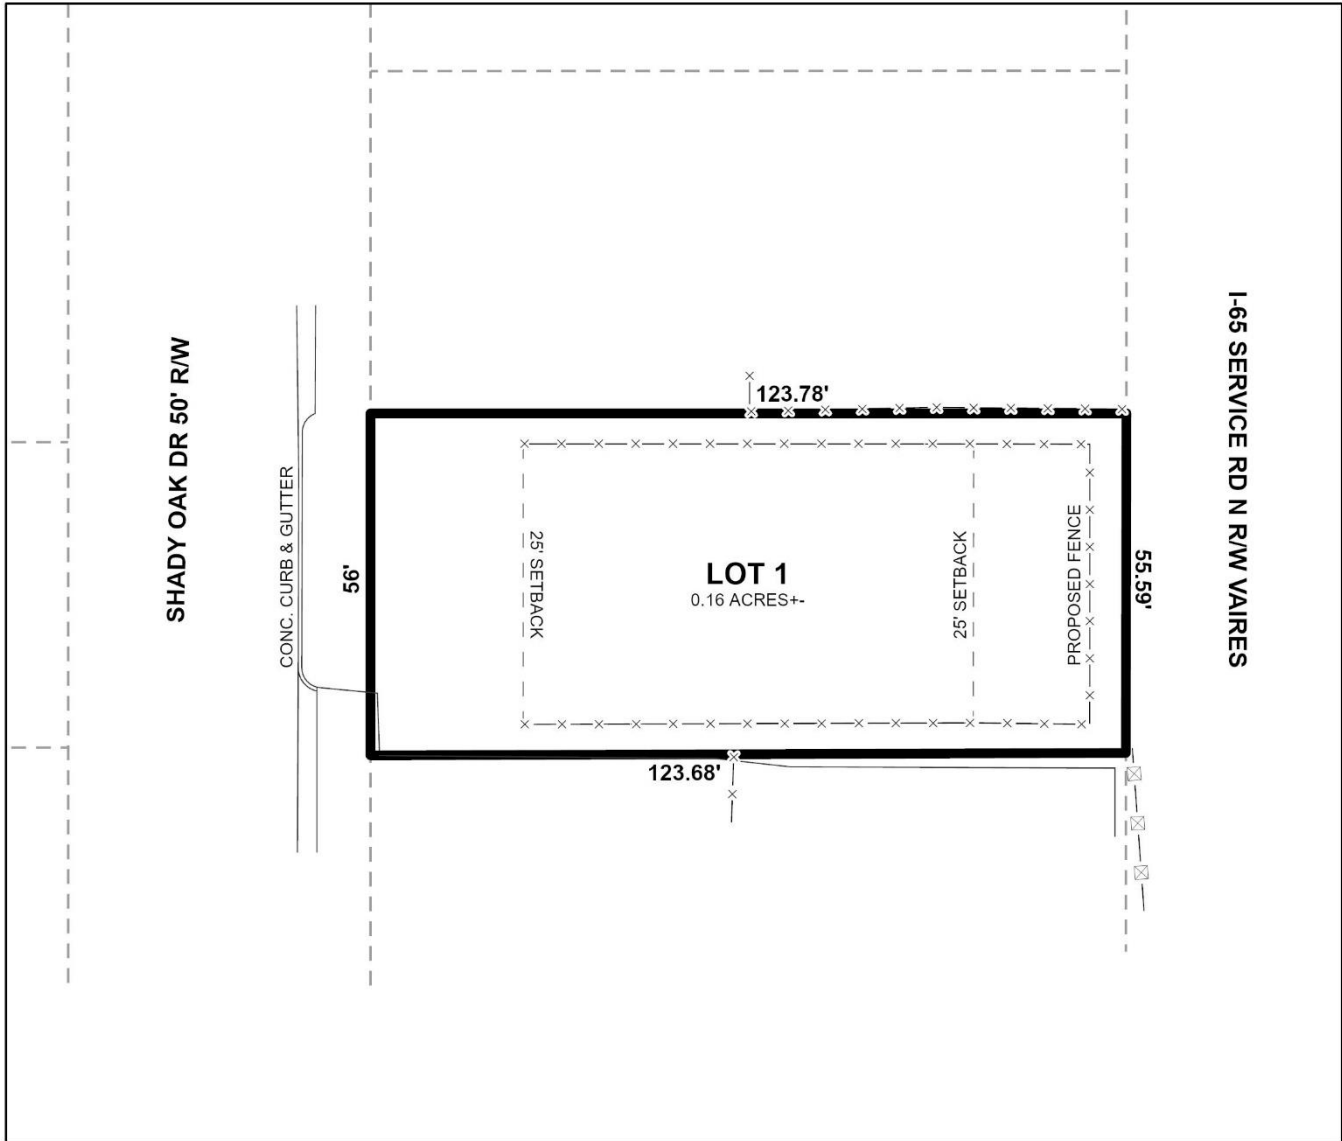 123.78'
SHADY OAK DR 50' R/W
CONC. CURB & GUTTER
56'
25' SETBACK
LOT 1
0.16 ACRES+-
25' SETBACK
PROPOSED FENCE
55.59'
I-65 SERVICE RD N R/W VAIRES
123.68'